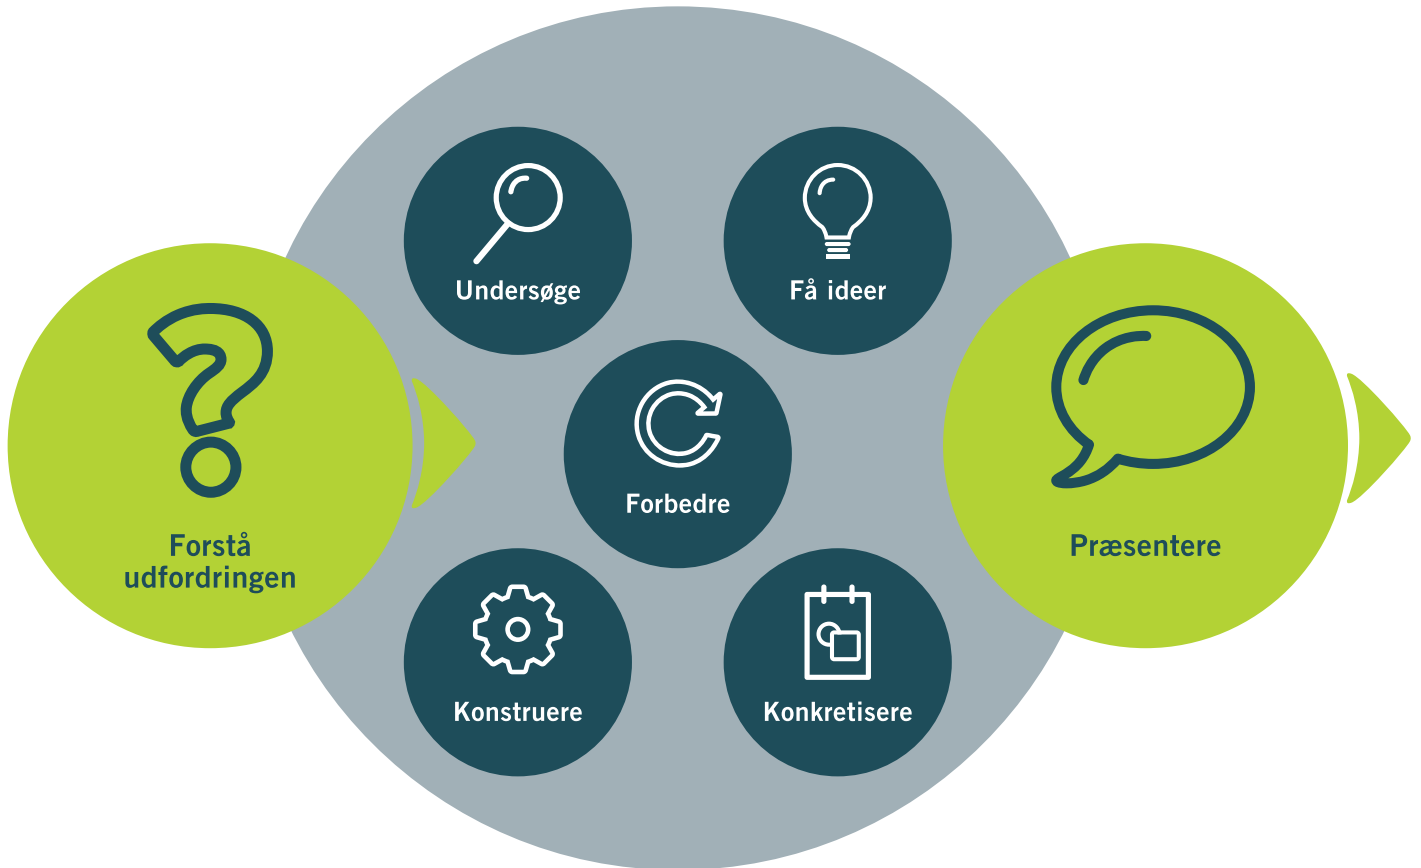 Undersøge
Få ideer
Forstå
udfordringen
Forbedre
Præsentere
Konstruere
Konkretisere